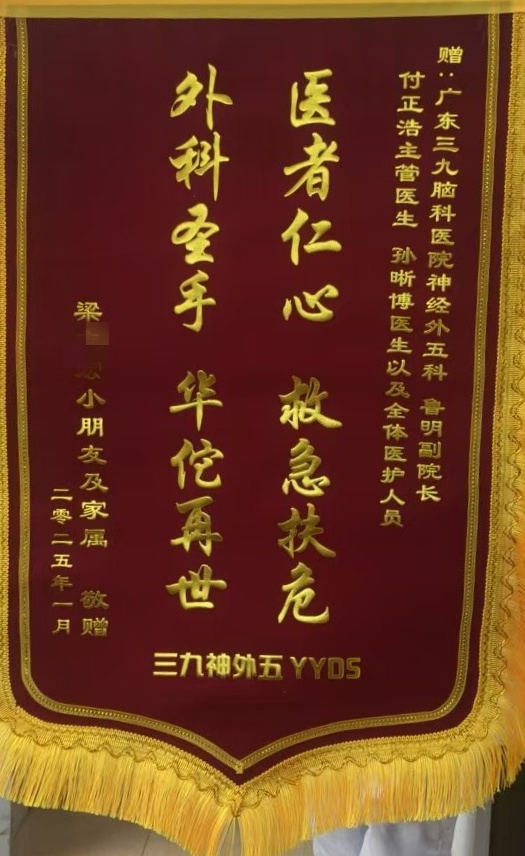 赠：广东三九脑科医院神经外五科 鲁明副院长
付正浩主管医生 孙晰博医生以及全体医护人员
医者仁心 救急扶危
外科圣手 华佗再世
三九神外五 YYDS
梁小朋友及家属 敬赠
二零二五年一月